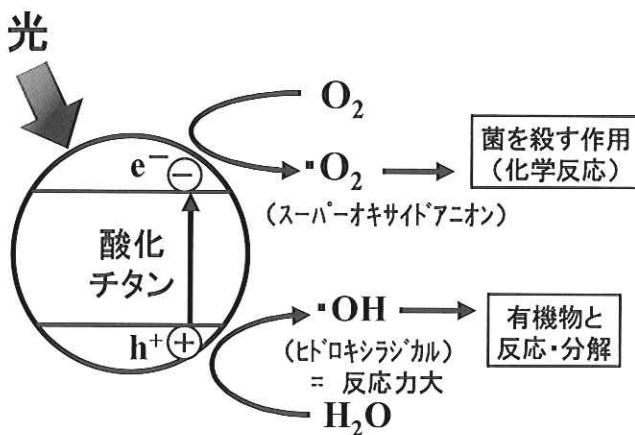 光
O₂
e⁻ ⊖
·O₂
菌を殺す作用
(化学反応)
(スーパーオキサイドアニオン)
酸化
チタン
·OH
有機物と
反応・分解
h⁺ ⊕
(ヒドロキシラジカル)
= 反応力大
H₂O